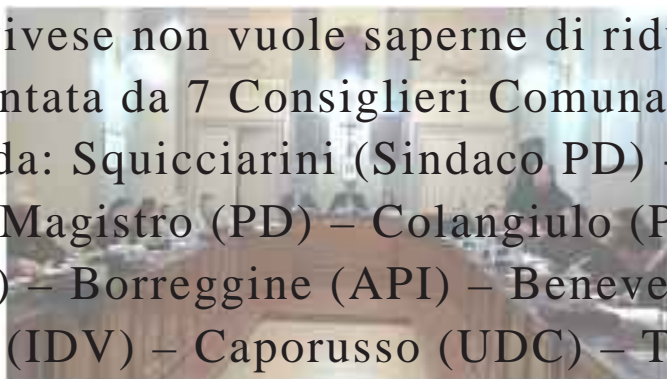 ivese non vuole saperne di rid
ntata da 7 Consiglieri Comuna
da: Squicciarini (Sindaco PD) –
Magistro (PD) – Colangiulo (P
) – Borreggine (API) – Beneve
(IDV) – Caporusso (UDC) – T